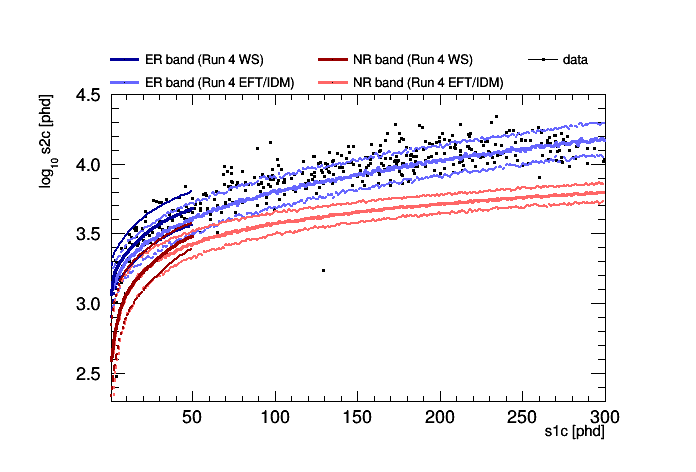 ER band (Run 4 WS) NR band (Run 4 WS) data
ER band (Run 4 EFT/IDM) NR band (Run 4 EFT/IDM)
log10 s2c [phd]
4.5
4.0
3.5
3.0
2.5
50 100 150 200 250 300
s1c [phd]